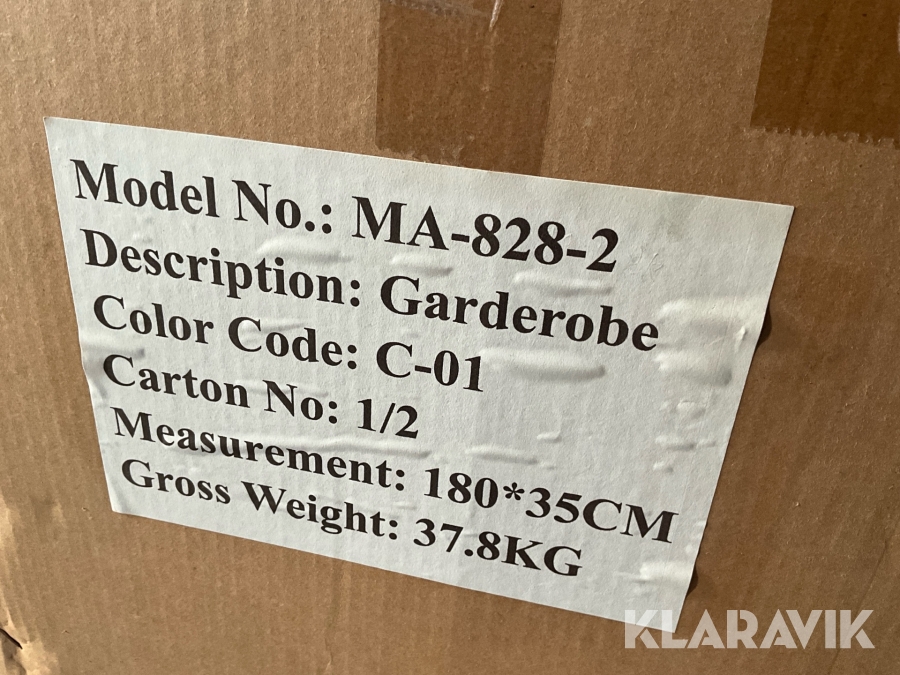 Model No.: MA-828-2
Description: Garderobe
Color Code: C-01
Carton No: 1/2
Measurement: 180*35CM
Gross Weight: 37.8KG
KLARAVIK